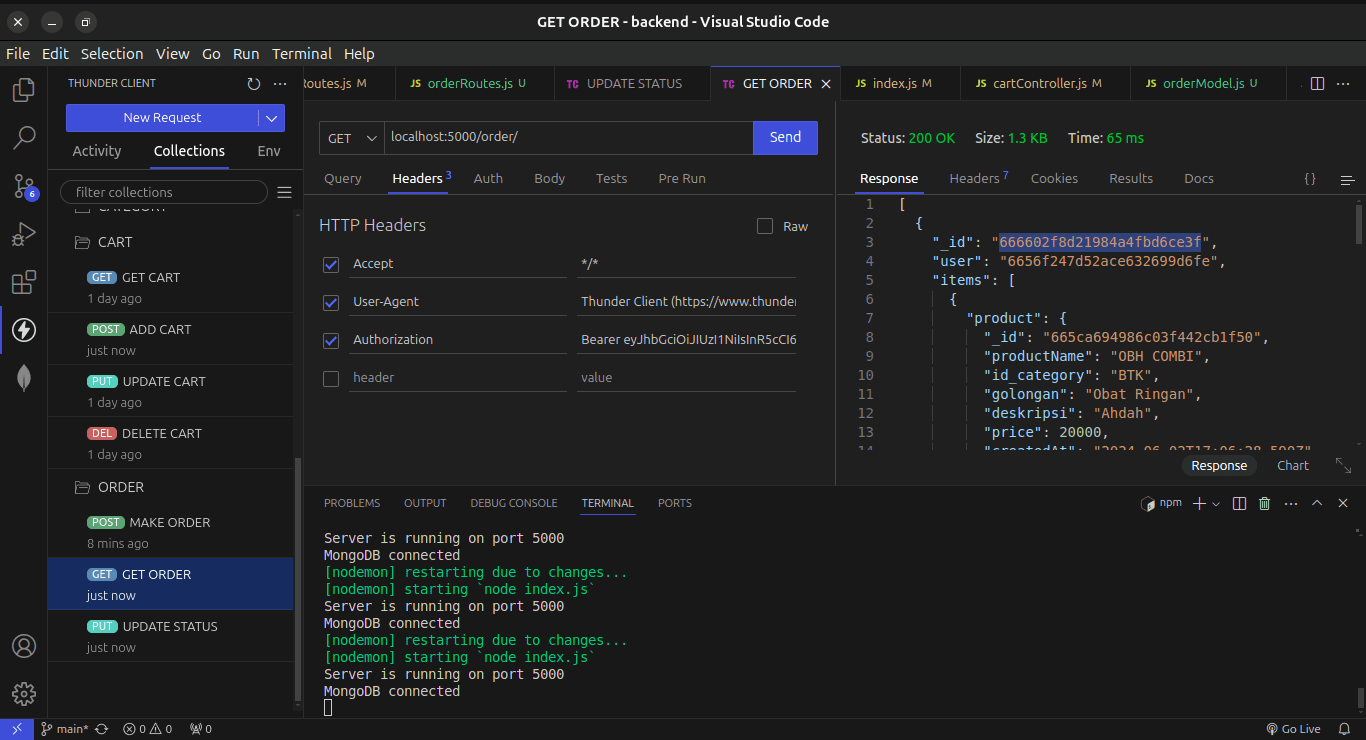 GET ORDER - backend - Visual Studio Code
File Edit Selection View Go Run Terminal Help
THUNDER CLIENT
New Request
Activity Collections Env
filter collections
CATEGORY
CART
GET GET CART
1 day ago
POST ADD CART
just now
PUT UPDATE CART
1 day ago
DEL DELETE CART
1 day ago
ORDER
POST MAKE ORDER
8 mins ago
GET GET ORDER
just now
PUT UPDATE STATUS
just now
6
Routes.js M JS orderRoutes.js U TC UPDATE STATUS TC GET ORDER JS index.js M JS cartController.js M JS orderModel.js U
GET localhost:5000/order/ Send
Query Headers 3 Auth Body Tests Pre Run
HTTP Headers Raw
Accept */*
User-Agent Thunder Client (https://www.thunder
Authorization Bearer eyJhbGciOiJIUzI1NiIsInR5cCI6
header value
Status: 200 OK Size: 1.3 KB Time: 65 ms
Response Headers 7 Cookies Results Docs {}
1 [
2 {
3 "_id": "666602f8d21984a4fbd6ce3f",
4 "user": "6656f247d52ace632699d6fe",
5 "items": [
6 {
7 "product": {
8 "_id": "665ca694986c03f442cb1f50",
9 "productName": "OBH COMBI",
10 "id_category": "BTK",
11 "golongan": "Obat Ringan",
12 "deskripsi": "Ahdah",
13 "price": 20000,
14 "createdAt":
Response Chart
PROBLEMS OUTPUT DEBUG CONSOLE TERMINAL PORTS npm
Server is running on port 5000
MongoDB connected
[nodemon] restarting due to changes...
[nodemon] starting `node index.js`
Server is running on port 5000
MongoDB connected
[nodemon] restarting due to changes...
[nodemon] starting `node index.js`
Server is running on port 5000
MongoDB connected
main* 0 0 0 Go Live